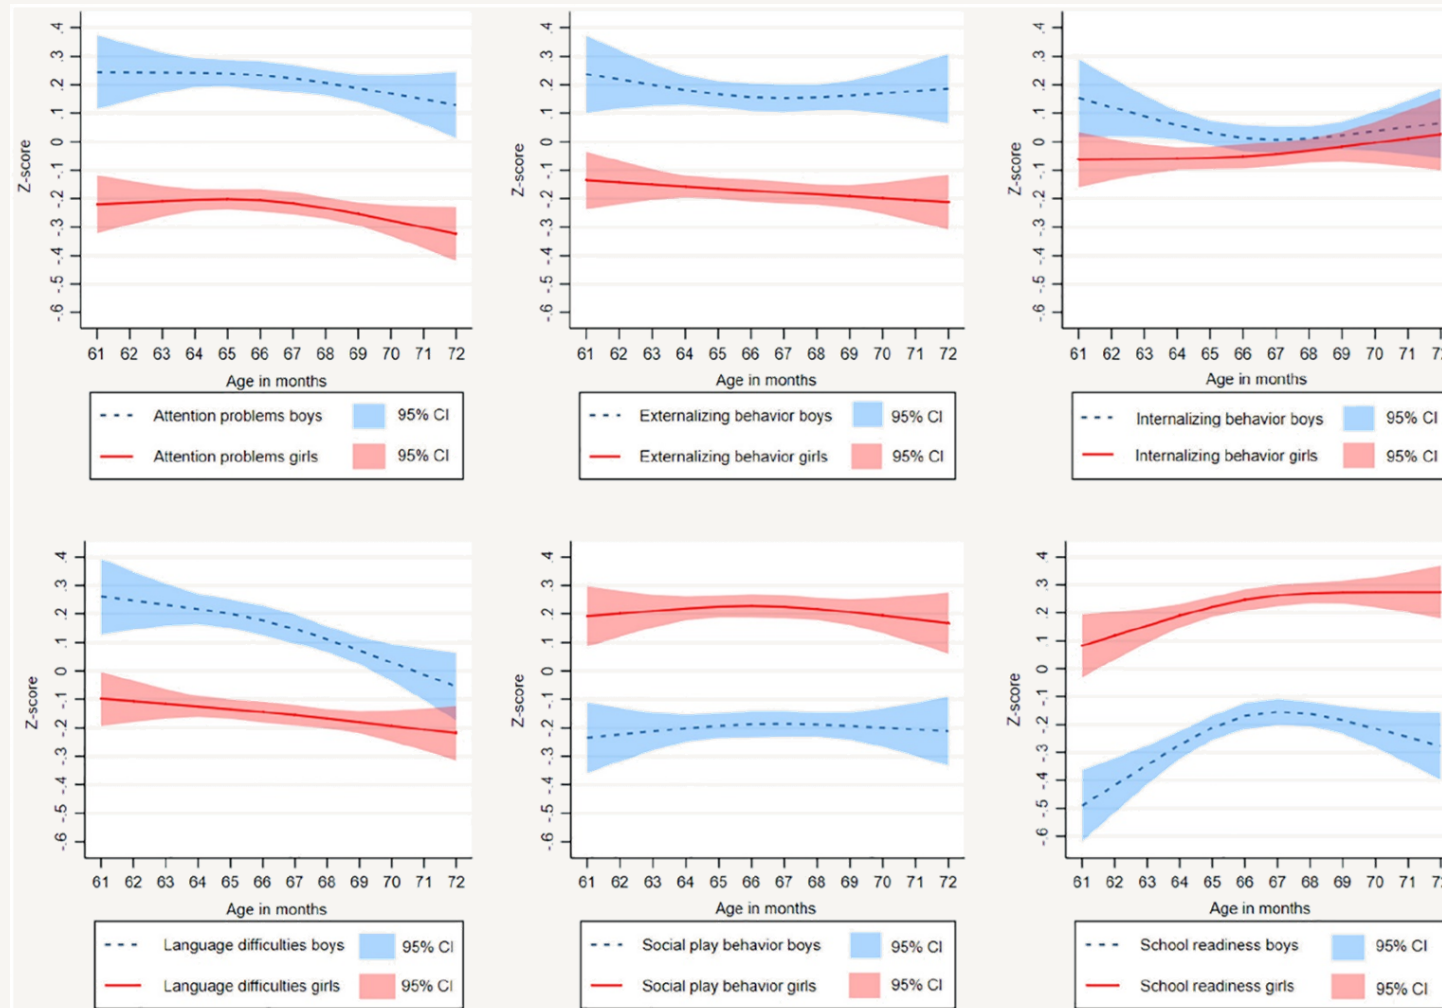 Z-score
.4
.3
.2
.1
0
-.1
-.2
-.3
-.4
-.5
-.6
61 62 63 64 65 66 67 68 69 70 71 72
Age in months
Attention problems boys 95% CI
Attention problems girls 95% CI
Z-score
.4
.3
.2
.1
0
-.1
-.2
-.3
-.4
-.5
-.6
61 62 63 64 65 66 67 68 69 70 71 72
Age in months
Externalizing behavior boys 95% CI
Externalizing behavior girls 95% CI
Z-score
.4
.3
.2
.1
0
-.1
-.2
-.3
-.4
-.5
-.6
61 62 63 64 65 66 67 68 69 70 71
Age in months
Internalizing behavior boys 95% CI
Internalizing behavior girls 95% CI
Z-score
.4
.3
.2
.1
0
-.1
-.2
-.3
-.4
-.5
-.6
61 62 63 64 65 66 67 68 69 70 71 72
Age in months
Language difficulties boys 95% CI
Language difficulties girls 95% CI
Z-score
.4
.3
.2
.1
0
-.1
-.2
-.3
-.4
-.5
-.6
61 62 63 64 65 66 67 68 69 70 71 72
Age in months
Social play behavior boys 95% CI
Social play behavior girls 95% CI
Z-score
.4
.3
.2
.1
0
-.1
-.2
-.3
-.4
-.5
-.6
61 62 63 64 65 66 67 68 69 70 71
Age in months
School readiness boys 95% CI
School readiness girls 95% CI